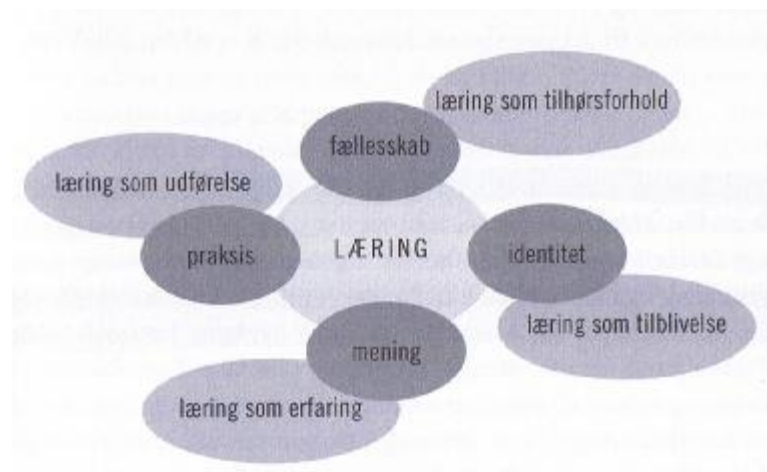 læring som tilhørsforhold
fællesskab
læring som udførelse
praksis
LÆRING
identitet
læring som tilblivelse
mening
læring som erfaring